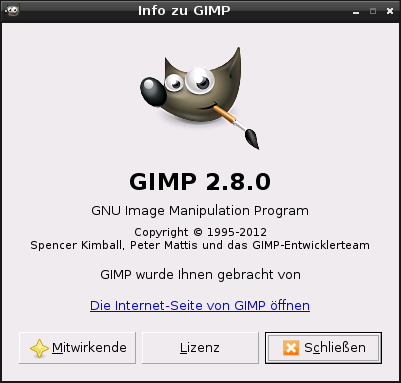 Info zu GIMP
GIMP 2.8.0
GNU Image Manipulation Program
Copyright © 1995-2012
Spencer Kimball, Peter Mattis und das GIMP-Entwicklerteam
GIMP wurde Ihnen gebracht von
Die Internet-Seite von GIMP öffnen
Mitwirkende
Lizenz
Schließen